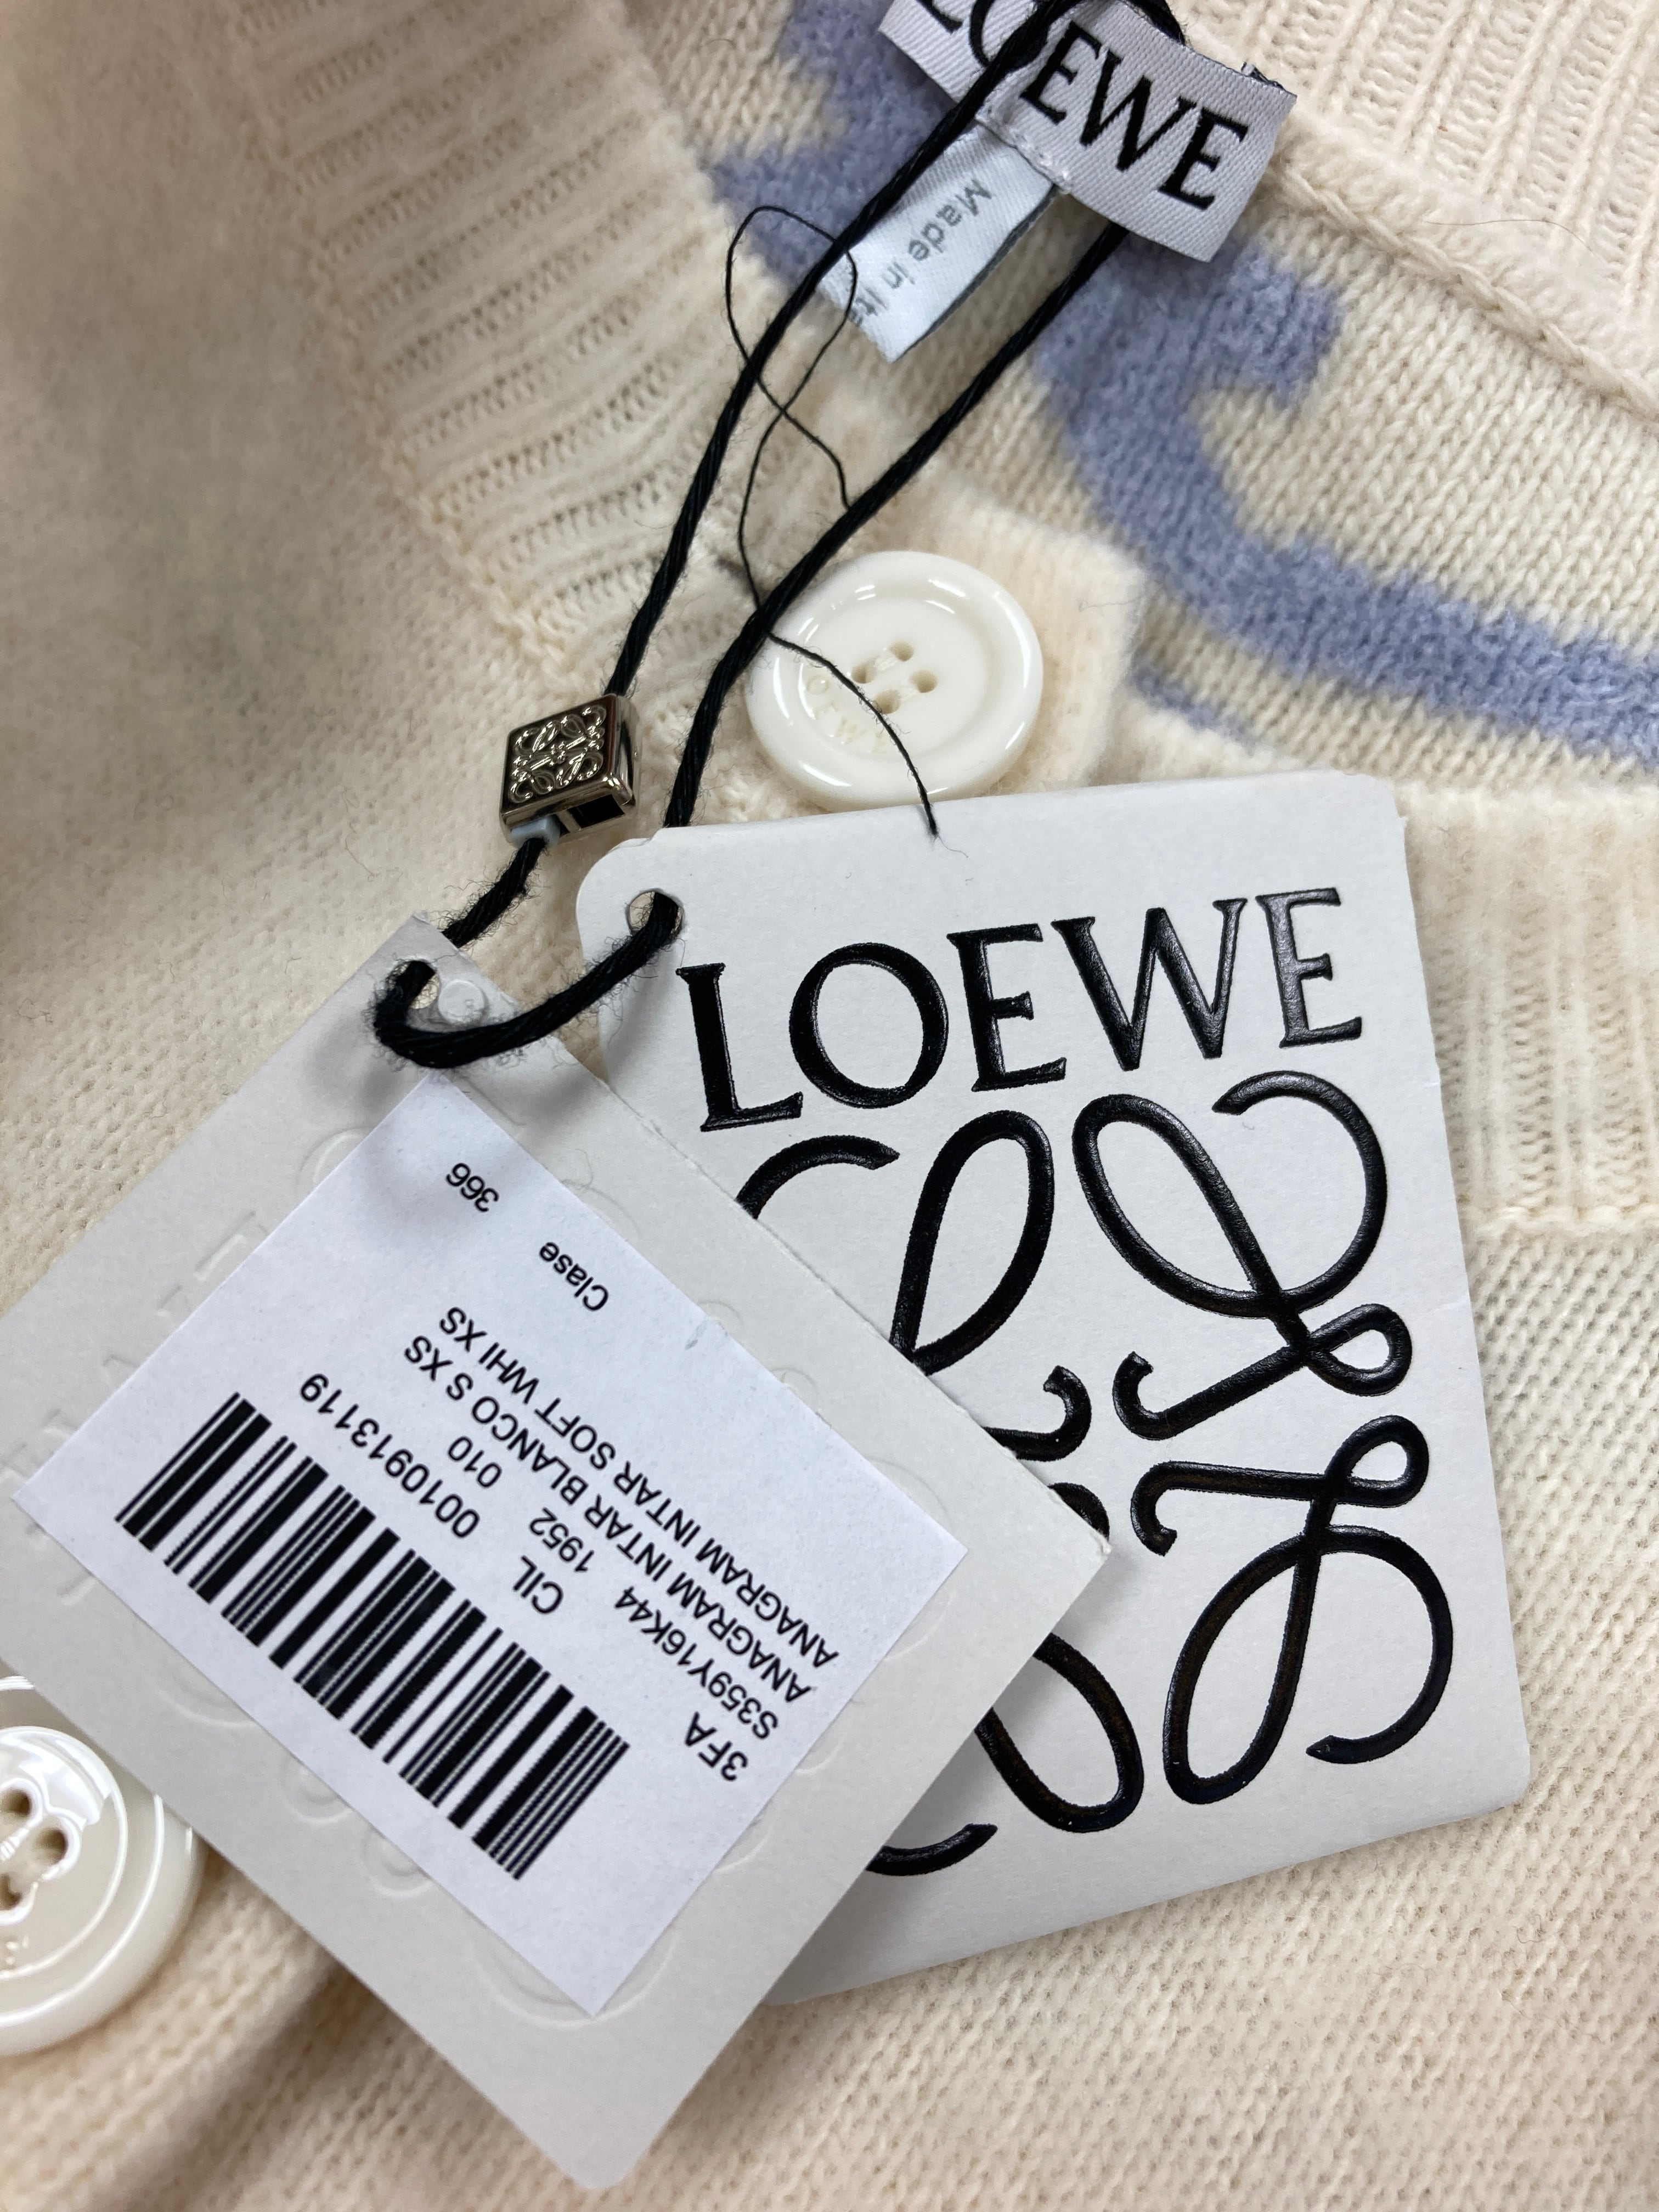 LOEWE
Made in
LOEWE
3FA
CIL
0010913119
S359Y16K44
1952
010
ANAGRAM INTAR BLANCO S XS
ANAGRAM INTAR SOFT WHI XS
Clase
366